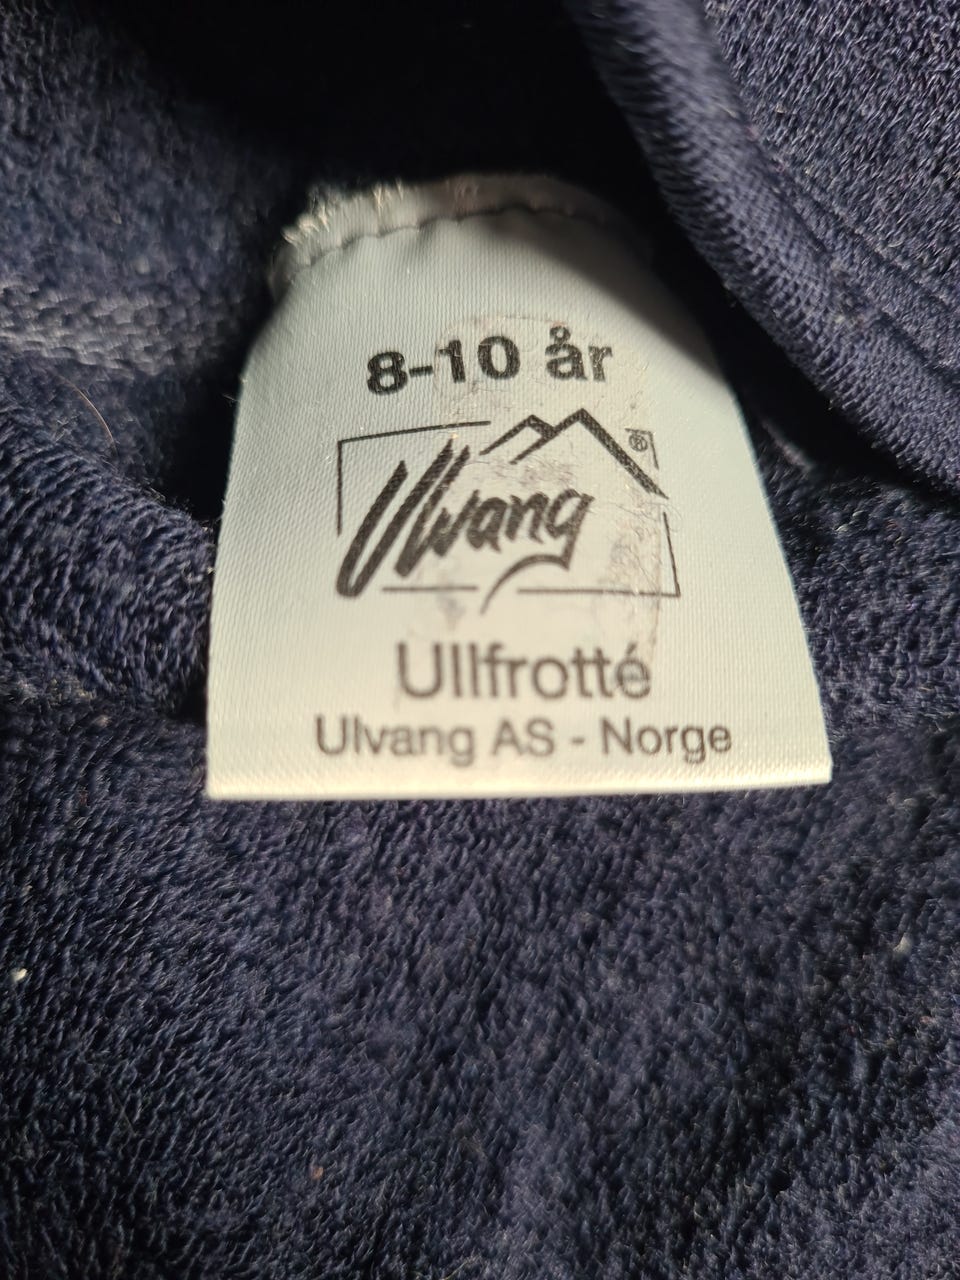 8-10 år
Ulvang ®
Ullfrotté
Ulvang AS - Norge